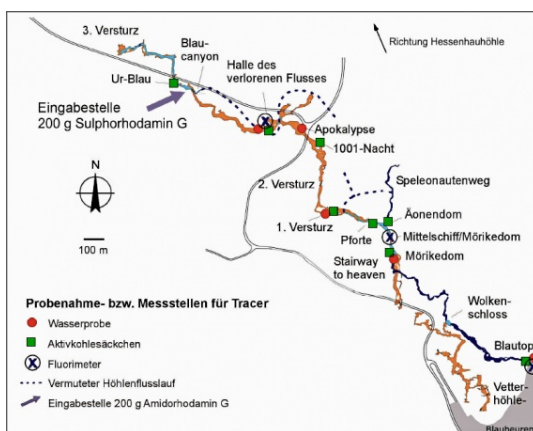 3. Versturz
Blau-
canyon
Richtung Hessenhauhöhle
Ur-Blau
Halle des
verlorenen Flusses
Eingabestelle
200 g Sulphorhodamin G
Apokalypse
1001-Nacht
N
2. Versturz
Speleonautenweg
100 m
1. Versturz
Äonendom
Pforte
Mittelschiff/Mörikedom
Stairway
to heaven
Mörikedom
Probenahme- bzw. Messstellen für Tracer
Wasserprobe
Aktivkohlesäckchen
Fluorimeter
Vermuteter Höhlenflusslauf
Eingabestelle 200 g Amidorhodamin G
Wolken-
schloss
Blautop
Vetter-
höhle-
Blaubeuren